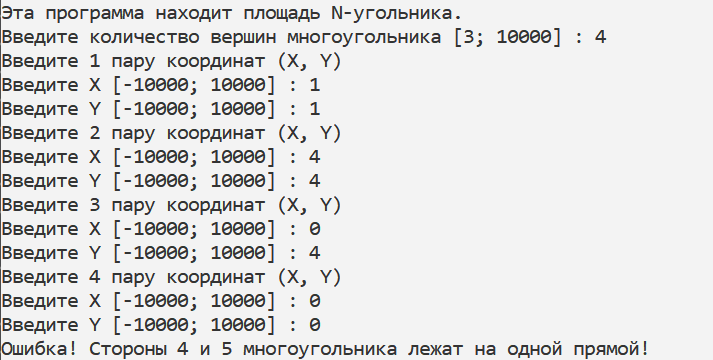 Эта программа находит площадь N-угольника.
Введите количество вершин многоугольника [3; 10000] : 4
Введите 1 пару координат (X, Y)
Введите X [-10000; 10000] : 1
Введите Y [-10000; 10000] : 1
Введите 2 пару координат (X, Y)
Введите X [-10000; 10000] : 4
Введите Y [-10000; 10000] : 4
Введите 3 пару координат (X, Y)
Введите X [-10000; 10000] : 0
Введите Y [-10000; 10000] : 4
Введите 4 пару координат (X, Y)
Введите X [-10000; 10000] : 0
Введите Y [-10000; 10000] : 0
Ошибка! Стороны 4 и 5 многоугольника лежат на одной прямой!